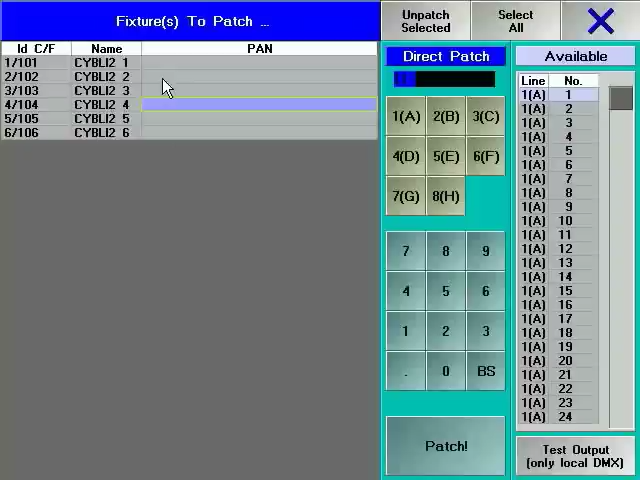 Fixture(s) To Patch ...
Unpatch Selected
Select All
Id C/F Name PAN
1/101 CYBLI2 1
2/102 CYBLI2 2
3/103 CYBLI2 3
4/104 CYBLI2 4
5/105 CYBLI2 5
6/106 CYBLI2 6
Direct Patch
1(A) 2(B) 3(C)
4(D) 5(E) 6(F)
7(G) 8(H)
7 8 9
4 5 6
1 2 3
. 0 BS
Patch!
Available
Line No.
1(A) 1
1(A) 2
1(A) 3
1(A) 4
1(A) 5
1(A) 6
1(A) 7
1(A) 8
1(A) 9
1(A) 10
1(A) 11
1(A) 12
1(A) 13
1(A) 14
1(A) 15
1(A) 16
1(A) 17
1(A) 18
1(A) 19
1(A) 20
1(A) 21
1(A) 22
1(A) 23
1(A) 24
Test Output
(only local DMX)